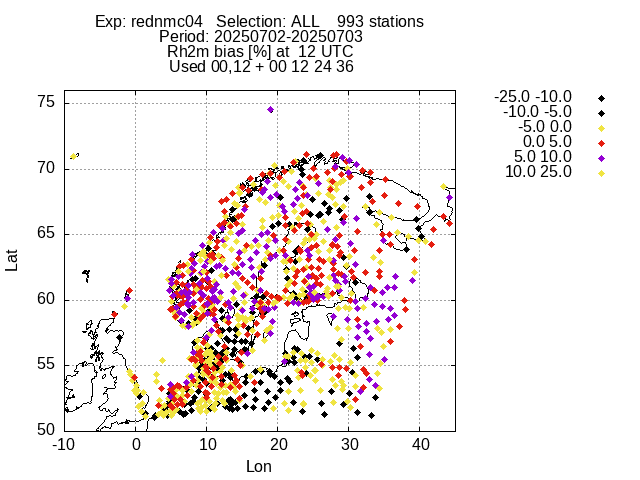 Exp: rednmc04   Selection: ALL    993 stations
Period: 20250702-20250703
Rh2m bias [%] at  12 UTC
Used 00,12 + 00 12 24 36
-25.0 -10.0
-10.0 -5.0
-5.0 0.0
0.0 5.0
5.0 10.0
10.0 25.0
75
70
65
60
55
50
Lat
-10 0 10 20 30 40
Lon